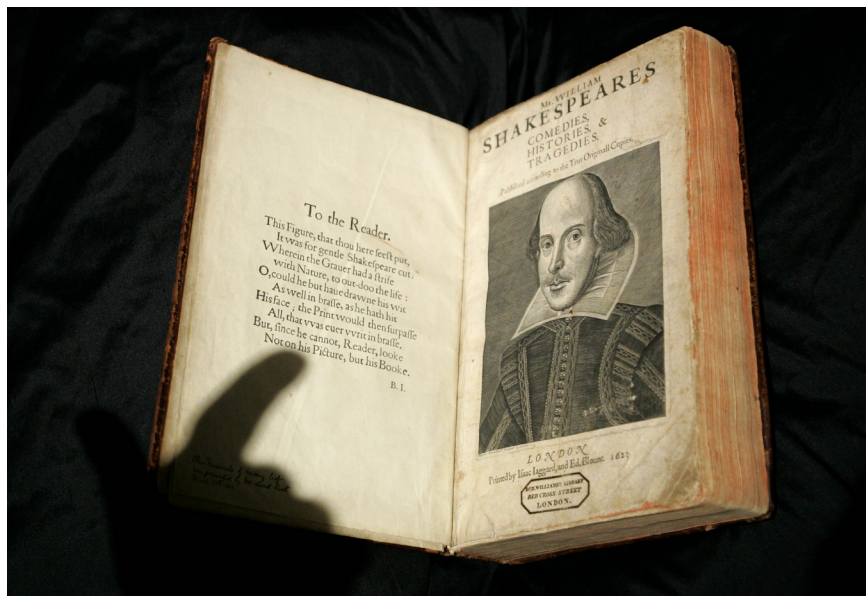 To the Reader.
This Figure, that thou here ſeeſt put,
It was for gentle Shakeſpeare cut;
Wherein the Grauer had a ſtrife
with Nature, to out-doo the life :
O, could he but haue drawne his wit
As well in braſſe, as he hath hit
His face ; the Print would then ſurpaſſe
All, that vvas euer vvrit in braſſe.
But, ſince he cannot, Reader, looke
Not on his Picture, but his Booke.
B. I.
Mr. WILLIAM
SHAKESPEARES
COMEDIES,
HISTORIES, &
TRAGEDIES.
Publiſhed according to the True Originall Copies.
LONDON
Printed by Iſaac Iaggard, and Ed. Blount. 1623
DR. WILLIAMS' LIBRARY
RED CROSS STREET
LONDON.